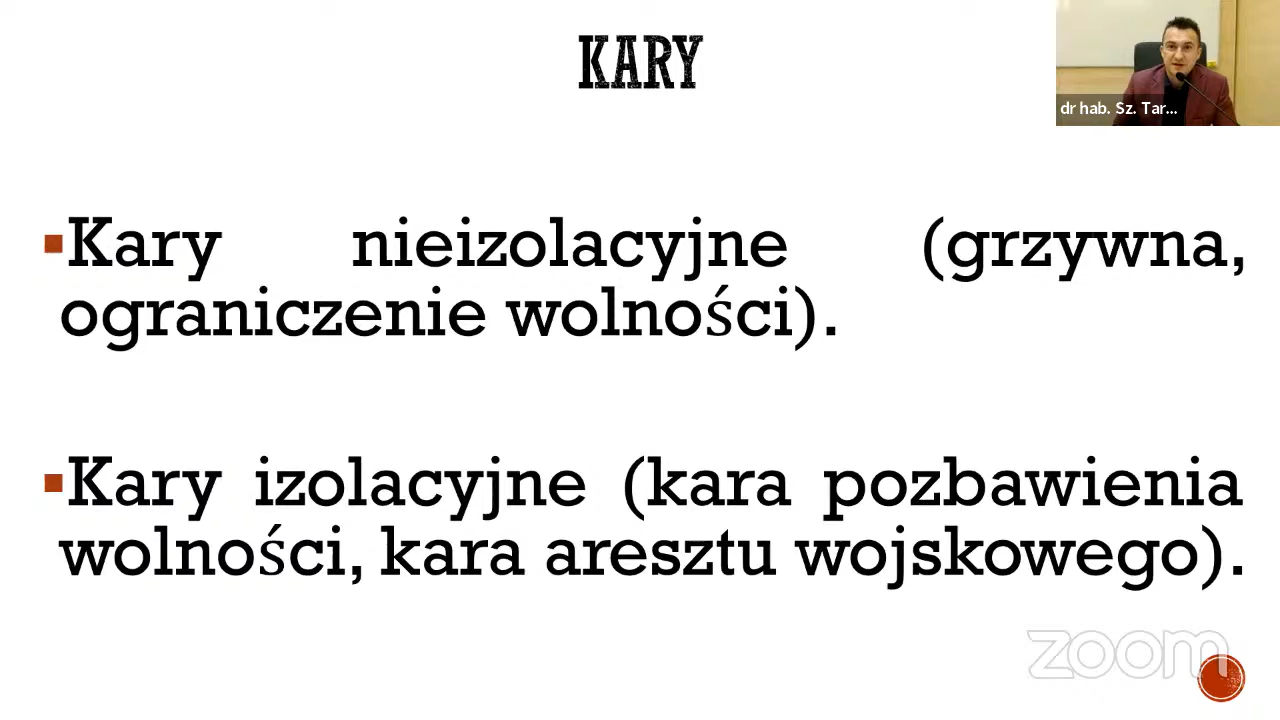 KARY
dr hab. Sz. Tar...
▪Kary nieizolacyjne (grzywna,
ograniczenie wolności).
▪Kary izolacyjne (kara pozbawienia
wolności, kara aresztu wojskowego).
zoom